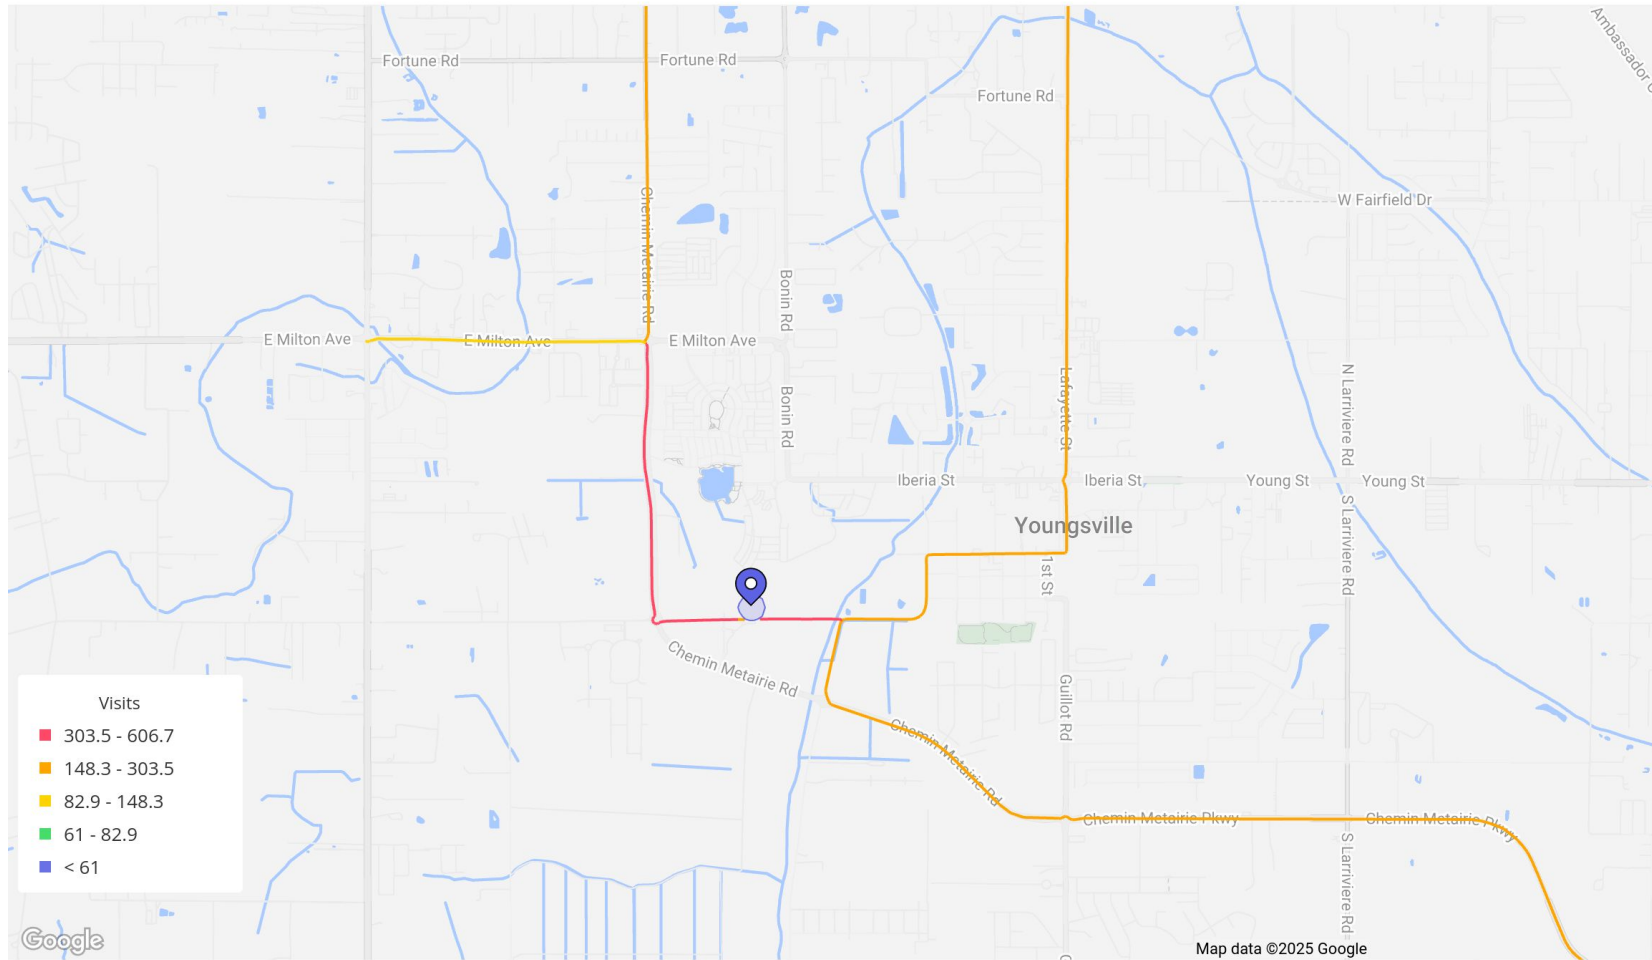 Ambassador
Fortune Rd
Fortune Rd
Fortune Rd
W Fairfield Dr
Chemin Metairie Rd
Bonin Rd
E Milton Ave
E Milton Ave
E Milton Ave
Lafayette St
N Larriviere Rd
Bonin Rd
Iberia St
Iberia St
Young St
Young St
Youngsville
S Larriviere Rd
1st St
Chemin Metairie Rd
Guillot Rd
Chemin Metairie Rd
Chemin Metairie Pkwy
Chemin Metairie Pkwy
S Larriviere Rd
Visits
303.5 - 606.7
148.3 - 303.5
82.9 - 148.3
61 - 82.9
< 61
Google
Map data ©2025 Google